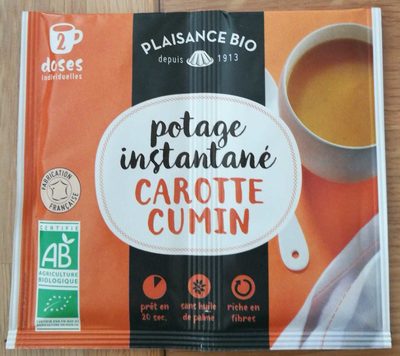 2
doses
individuelles
PLAISANCE BIO
depuis 1913
potage
instantané
CAROTTE
CUMIN
FABRICATION
FRANÇAISE
CERTIFIÉ
AB
AGRICULTURE
BIOLOGIQUE
prêt en
20 sec.
sans huile
de palme
riche en
fibres